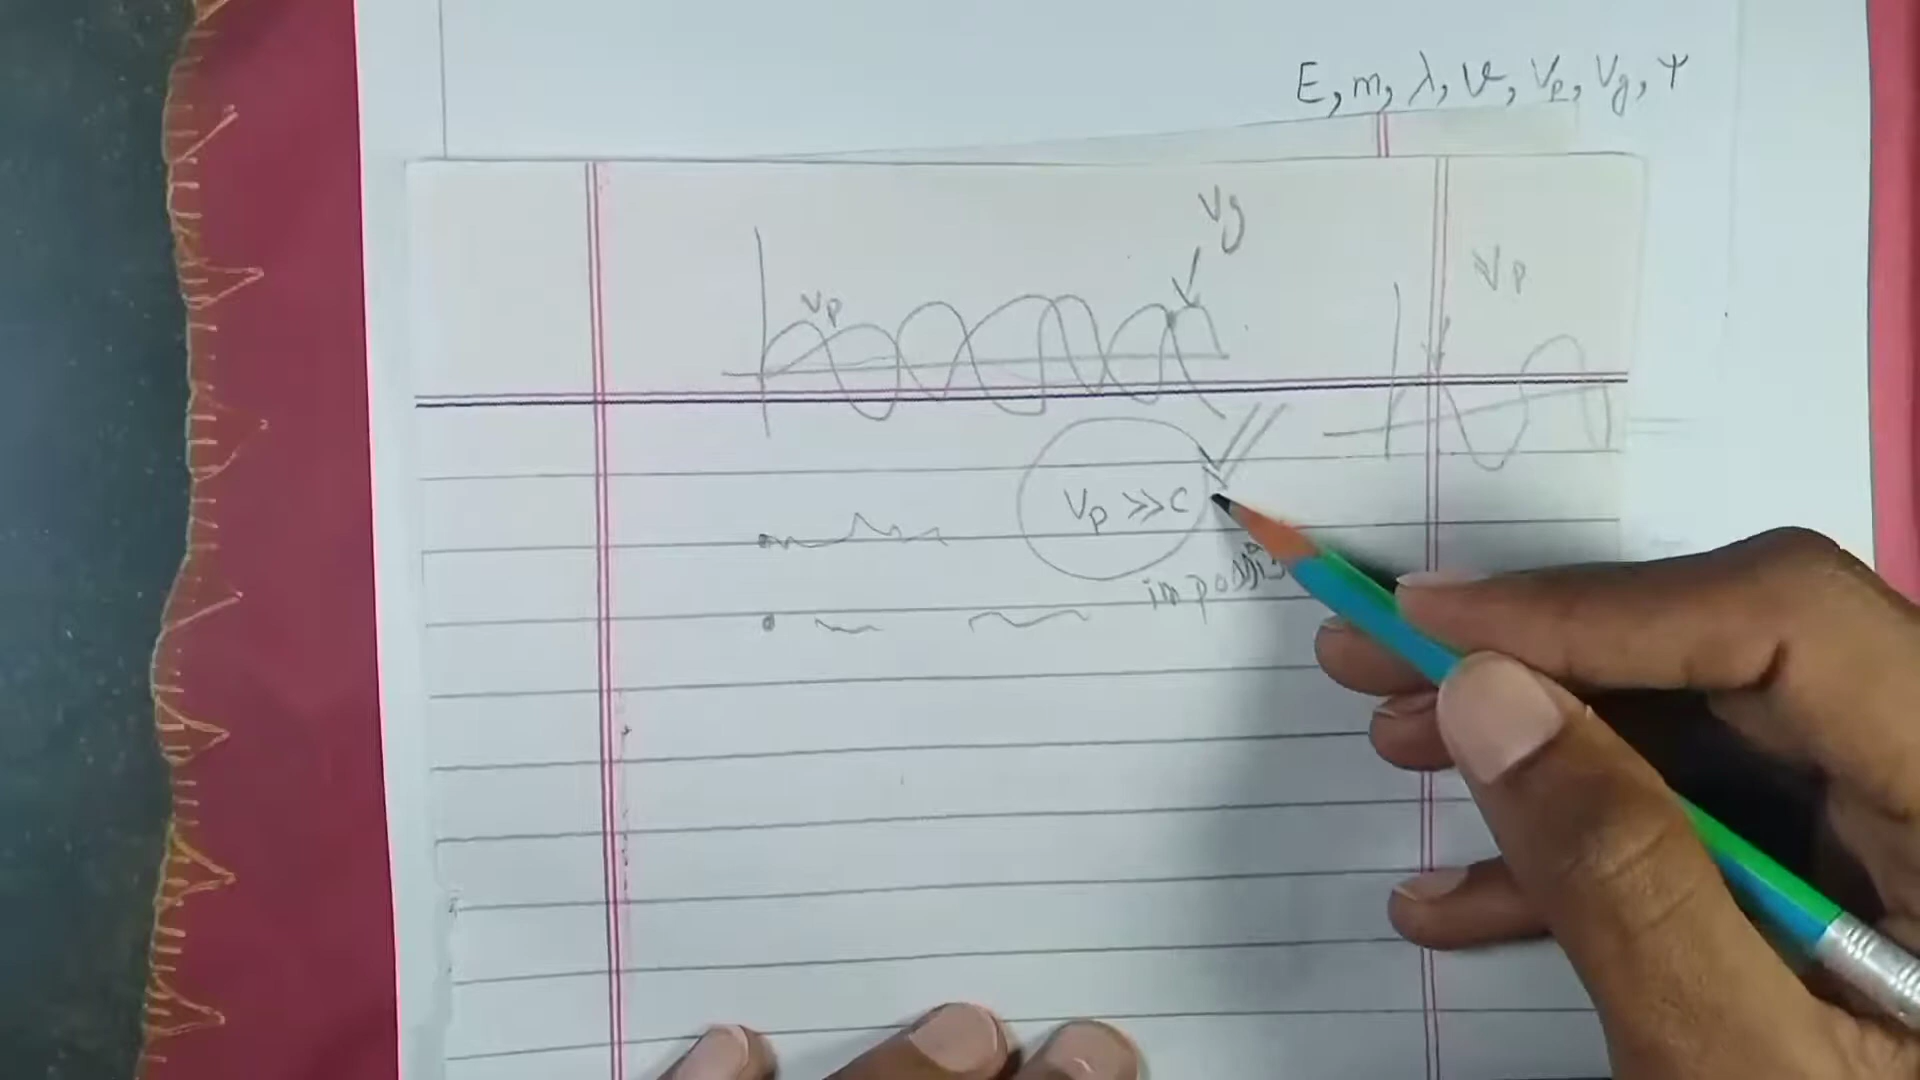 E, m, λ, v, Vp, Vg, ψ
Vg
Vp
Vp
Vp >> c